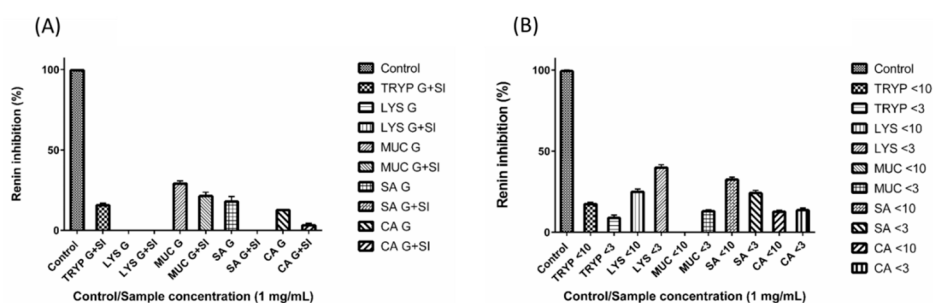 (A)
Renin inhibition (%)
100
50
0
Control
TRYP G+SI
LYS G
LYS G+SI
MUC G
MUC G+SI
SA G
SA G+SI
CA G
CA G+SI
Control/Sample concentration (1 mg/mL)
Control
TRYP G+SI
LYS G
LYS G+SI
MUC G
MUC G+SI
SA G
SA G+SI
CA G
CA G+SI
(B)
Renin inhibition (%)
100
50
0
Control
TRYP <10
TRYP <3
LYS <10
LYS <3
MUC <10
MUC <3
SA <10
SA <3
CA <10
CA <3
Control/Sample concentration (1 mg/mL)
Control
TRYP <10
TRYP <3
LYS <10
LYS <3
MUC <10
MUC <3
SA <10
SA <3
CA <10
CA <3